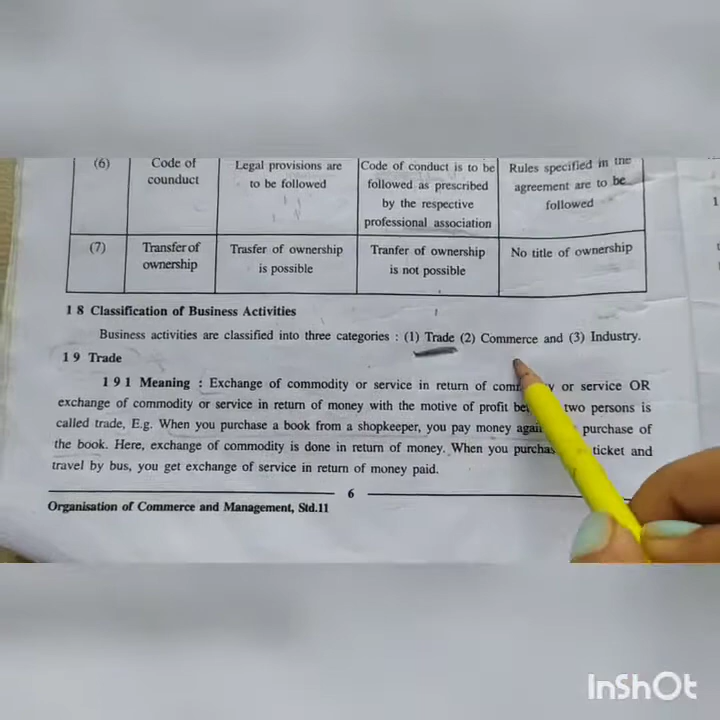 (6) Code of counduct Legal provisions are to be followed Code of conduct is to be followed as prescribed by the respective professional association Rules specified in the agreement are to be followed
(7) Transfer of ownership Trasfer of ownership is possible Tranfer of ownership is not possible No title of ownership
1 8 Classification of Business Activities
Business activities are classified into three categories : (1) Trade (2) Commerce and (3) Industry.
1 9 Trade
1 9 1 Meaning : Exchange of commodity or service in return of or service OR
exchange of commodity or service in return of money with the motive of profit two persons is
called trade, E.g. When you purchase a book from a shopkeeper, you pay money purchase of
the book. Here, exchange of commodity is done in return of money. When you ticket and
travel by bus, you get exchange of service in return of money paid.
6
Organisation of Commerce and Management, Std.11
InShOt